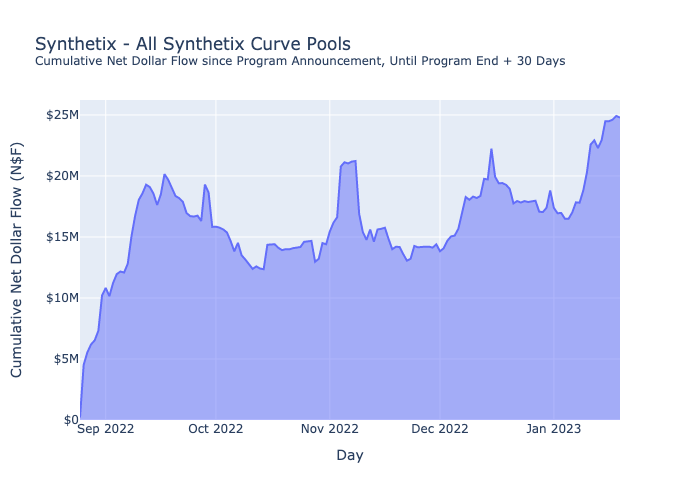 Synthetix - All Synthetix Curve Pools
Cumulative Net Dollar Flow since Program Announcement, Until Program End + 30 Days
Cumulative Net Dollar Flow (N$F)
$25M
$20M
$15M
$10M
$5M
$0
Sep 2022
Oct 2022
Nov 2022
Dec 2022
Jan 2023
Day